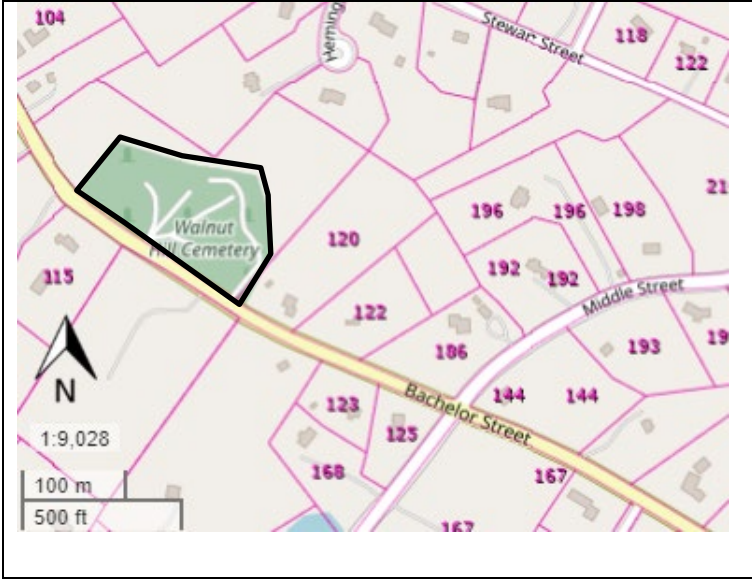 104
Heming
Stewart Street
118
122
21
196
196
198
Walnut
Hill Cemetery
120
192
192
115
Middle Street
122
N
186
193
19
Bachelor Street
144
144
123
1:9,028
125
168
100 m
167
500 ft
167